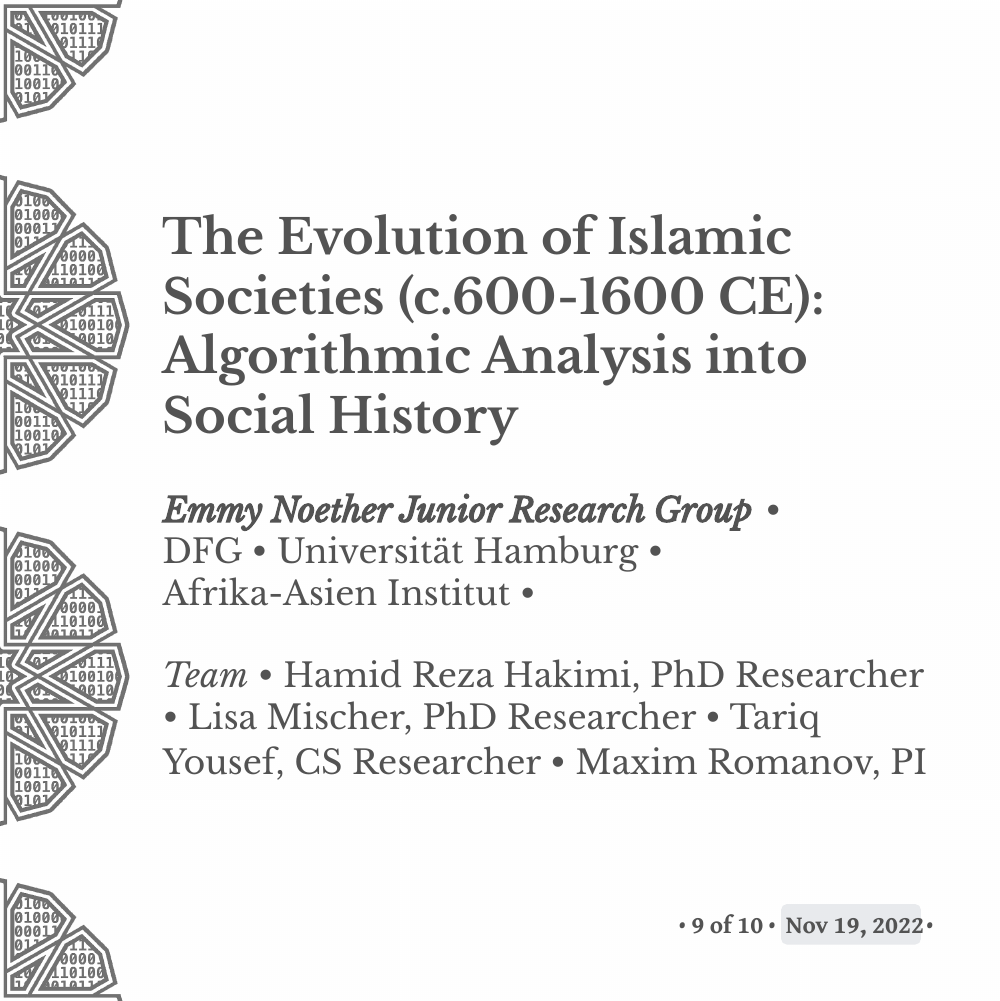 The Evolution of Islamic
Societies (c.600-1600 CE):
Algorithmic Analysis into
Social History
Emmy Noether Junior Research Group •
DFG • Universität Hamburg •
Afrika-Asien Institut •
Team • Hamid Reza Hakimi, PhD Researcher
• Lisa Mischer, PhD Researcher • Tariq
Yousef, CS Researcher • Maxim Romanov, PI
• 9 of 10 • Nov 19, 2022 •